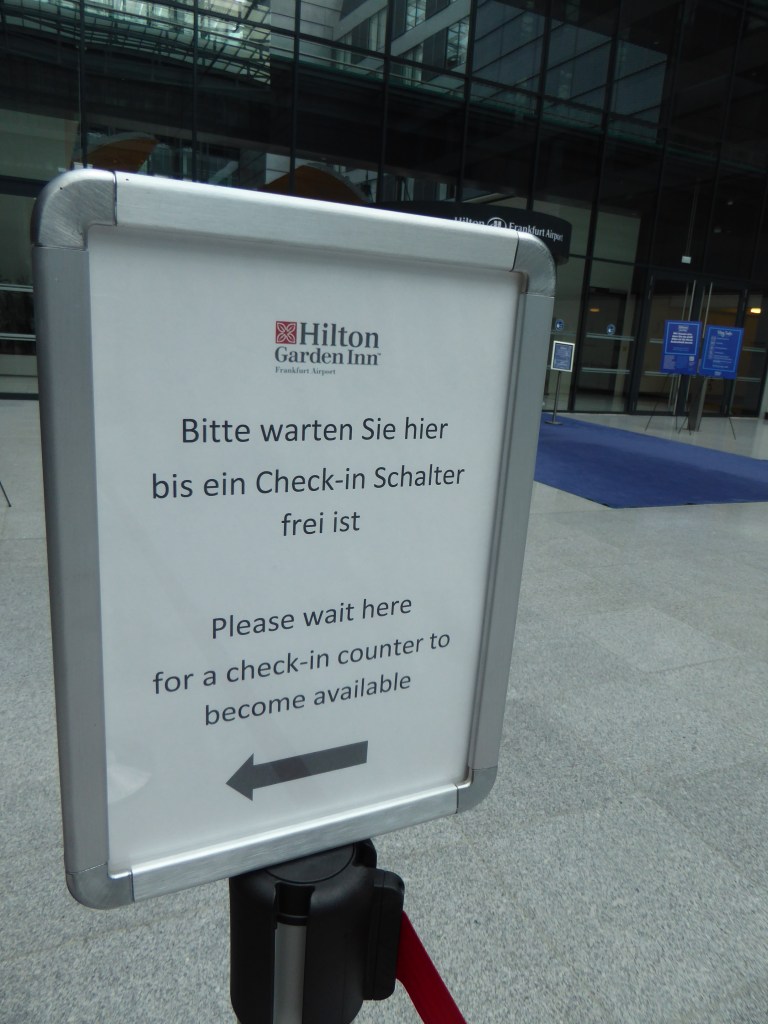 Hilton Frankfurt Airport
Hilton
Garden Inn
Frankfurt Airport
Bitte warten Sie hier
bis ein Check-in Schalter
frei ist
Please wait here
for a check-in counter to
become available